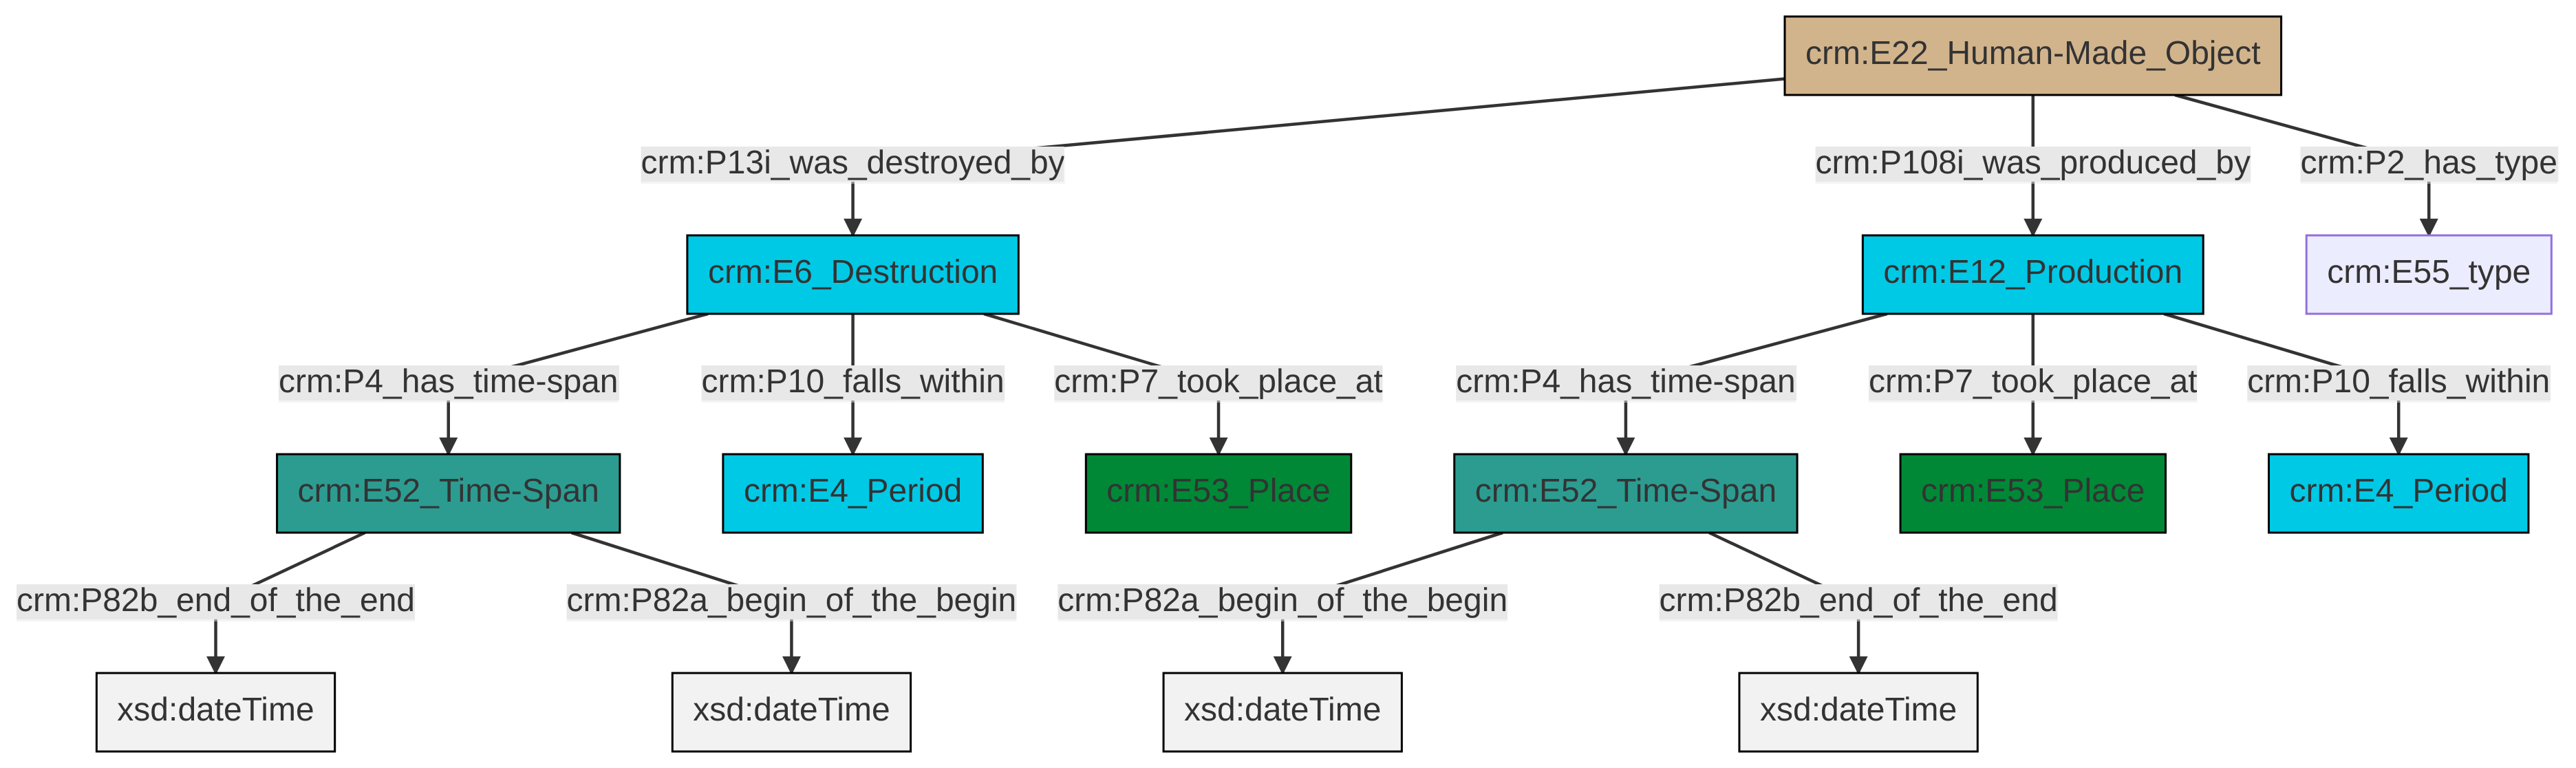 crm:E22_Human-Made_Object
crm:P13i_was_destroyed_by
crm:P108i_was_produced_by
crm:P2_has_type
crm:E6_Destruction
crm:E12_Production
crm:E55_type
crm:P4_has_time-span
crm:P10_falls_within
crm:P7_took_place_at
crm:P4_has_time-span
crm:P7_took_place_at
crm:P10_falls_within
crm:E52_Time-Span
crm:E4_Period
crm:E53_Place
crm:E52_Time-Span
crm:E53_Place
crm:E4_Period
crm:P82b_end_of_the_end
crm:P82a_begin_of_the_begin
crm:P82a_begin_of_the_begin
crm:P82b_end_of_the_end
xsd:dateTime
xsd:dateTime
xsd:dateTime
xsd:dateTime